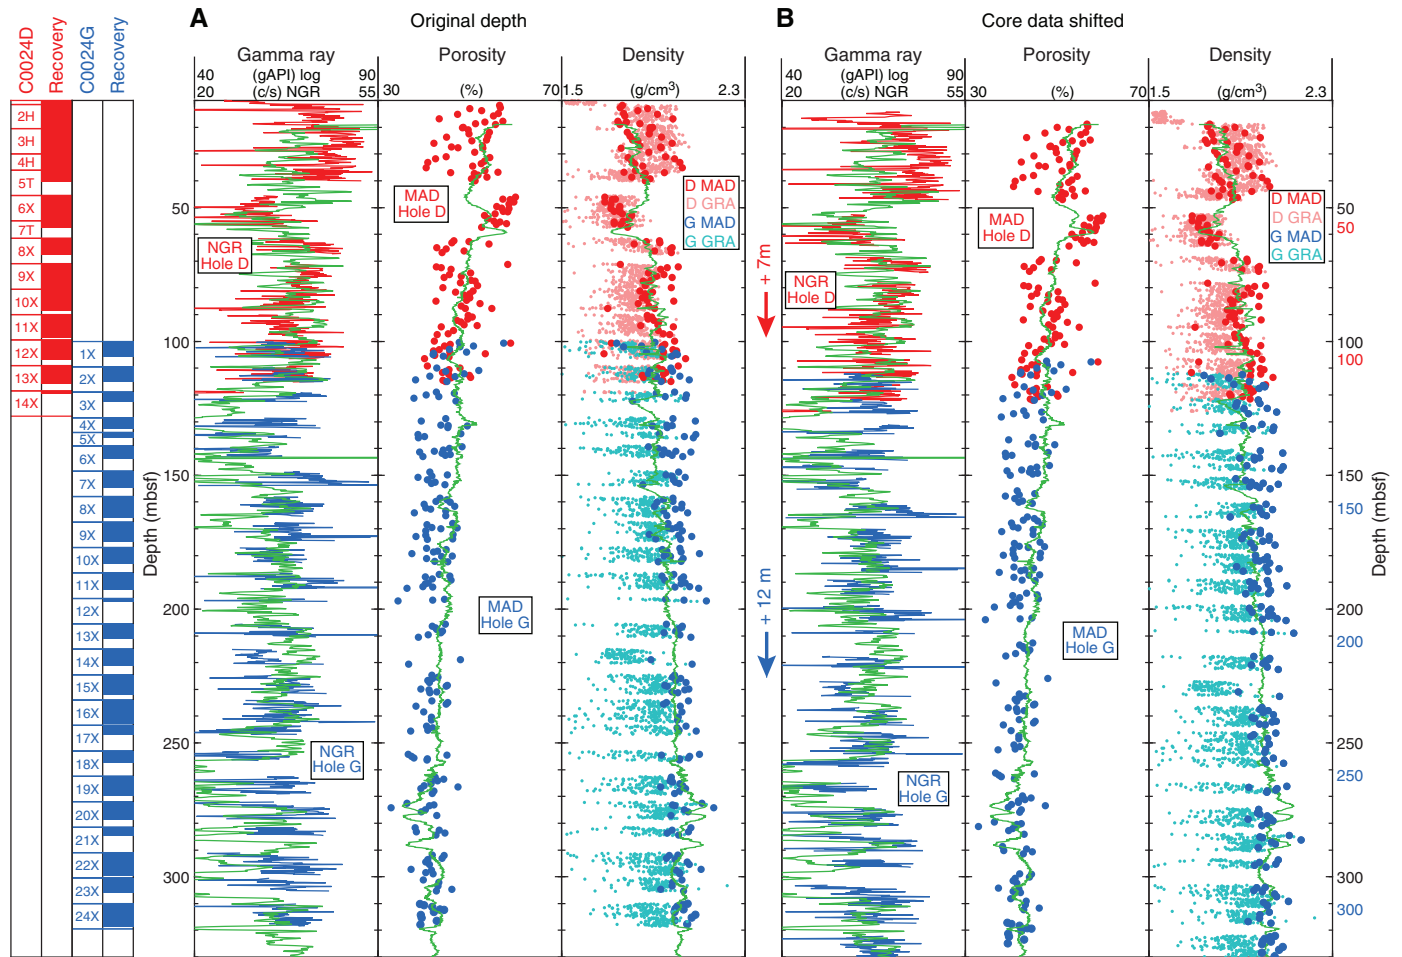 A
Original depth
B
Core data shifted
C0024D
Recovery
C0024G
Recovery
Gamma ray
Porosity
Density
Gamma ray
Porosity
Density
40 (gAPI) log 90
20 (c/s) NGR 55
30 (%) 70
1.5 (g/cm³) 2.3
40 (gAPI) log 90
20 (c/s) NGR 55
30 (%) 70
1.5 (g/cm³) 2.3
2H
3H
4H
5T
6X
7T
8X
9X
10X
11X
12X
13X
14X
1X
2X
3X
4X
5X
6X
7X
8X
9X
10X
11X
12X
13X
14X
15X
16X
17X
18X
19X
20X
21X
22X
23X
24X
Depth (mbsf)
50
100
150
200
250
300
NGR
Hole D
MAD
Hole D
D MAD
D GRA
G MAD
G GRA
MAD
Hole G
NGR
Hole G
+ 7m
+ 12 m
NGR
Hole D
MAD
Hole D
D MAD
D GRA
G MAD
G GRA
MAD
Hole G
NGR
Hole G
50
50
100
100
150
150
200
200
250
250
300
300
Depth (mbsf)